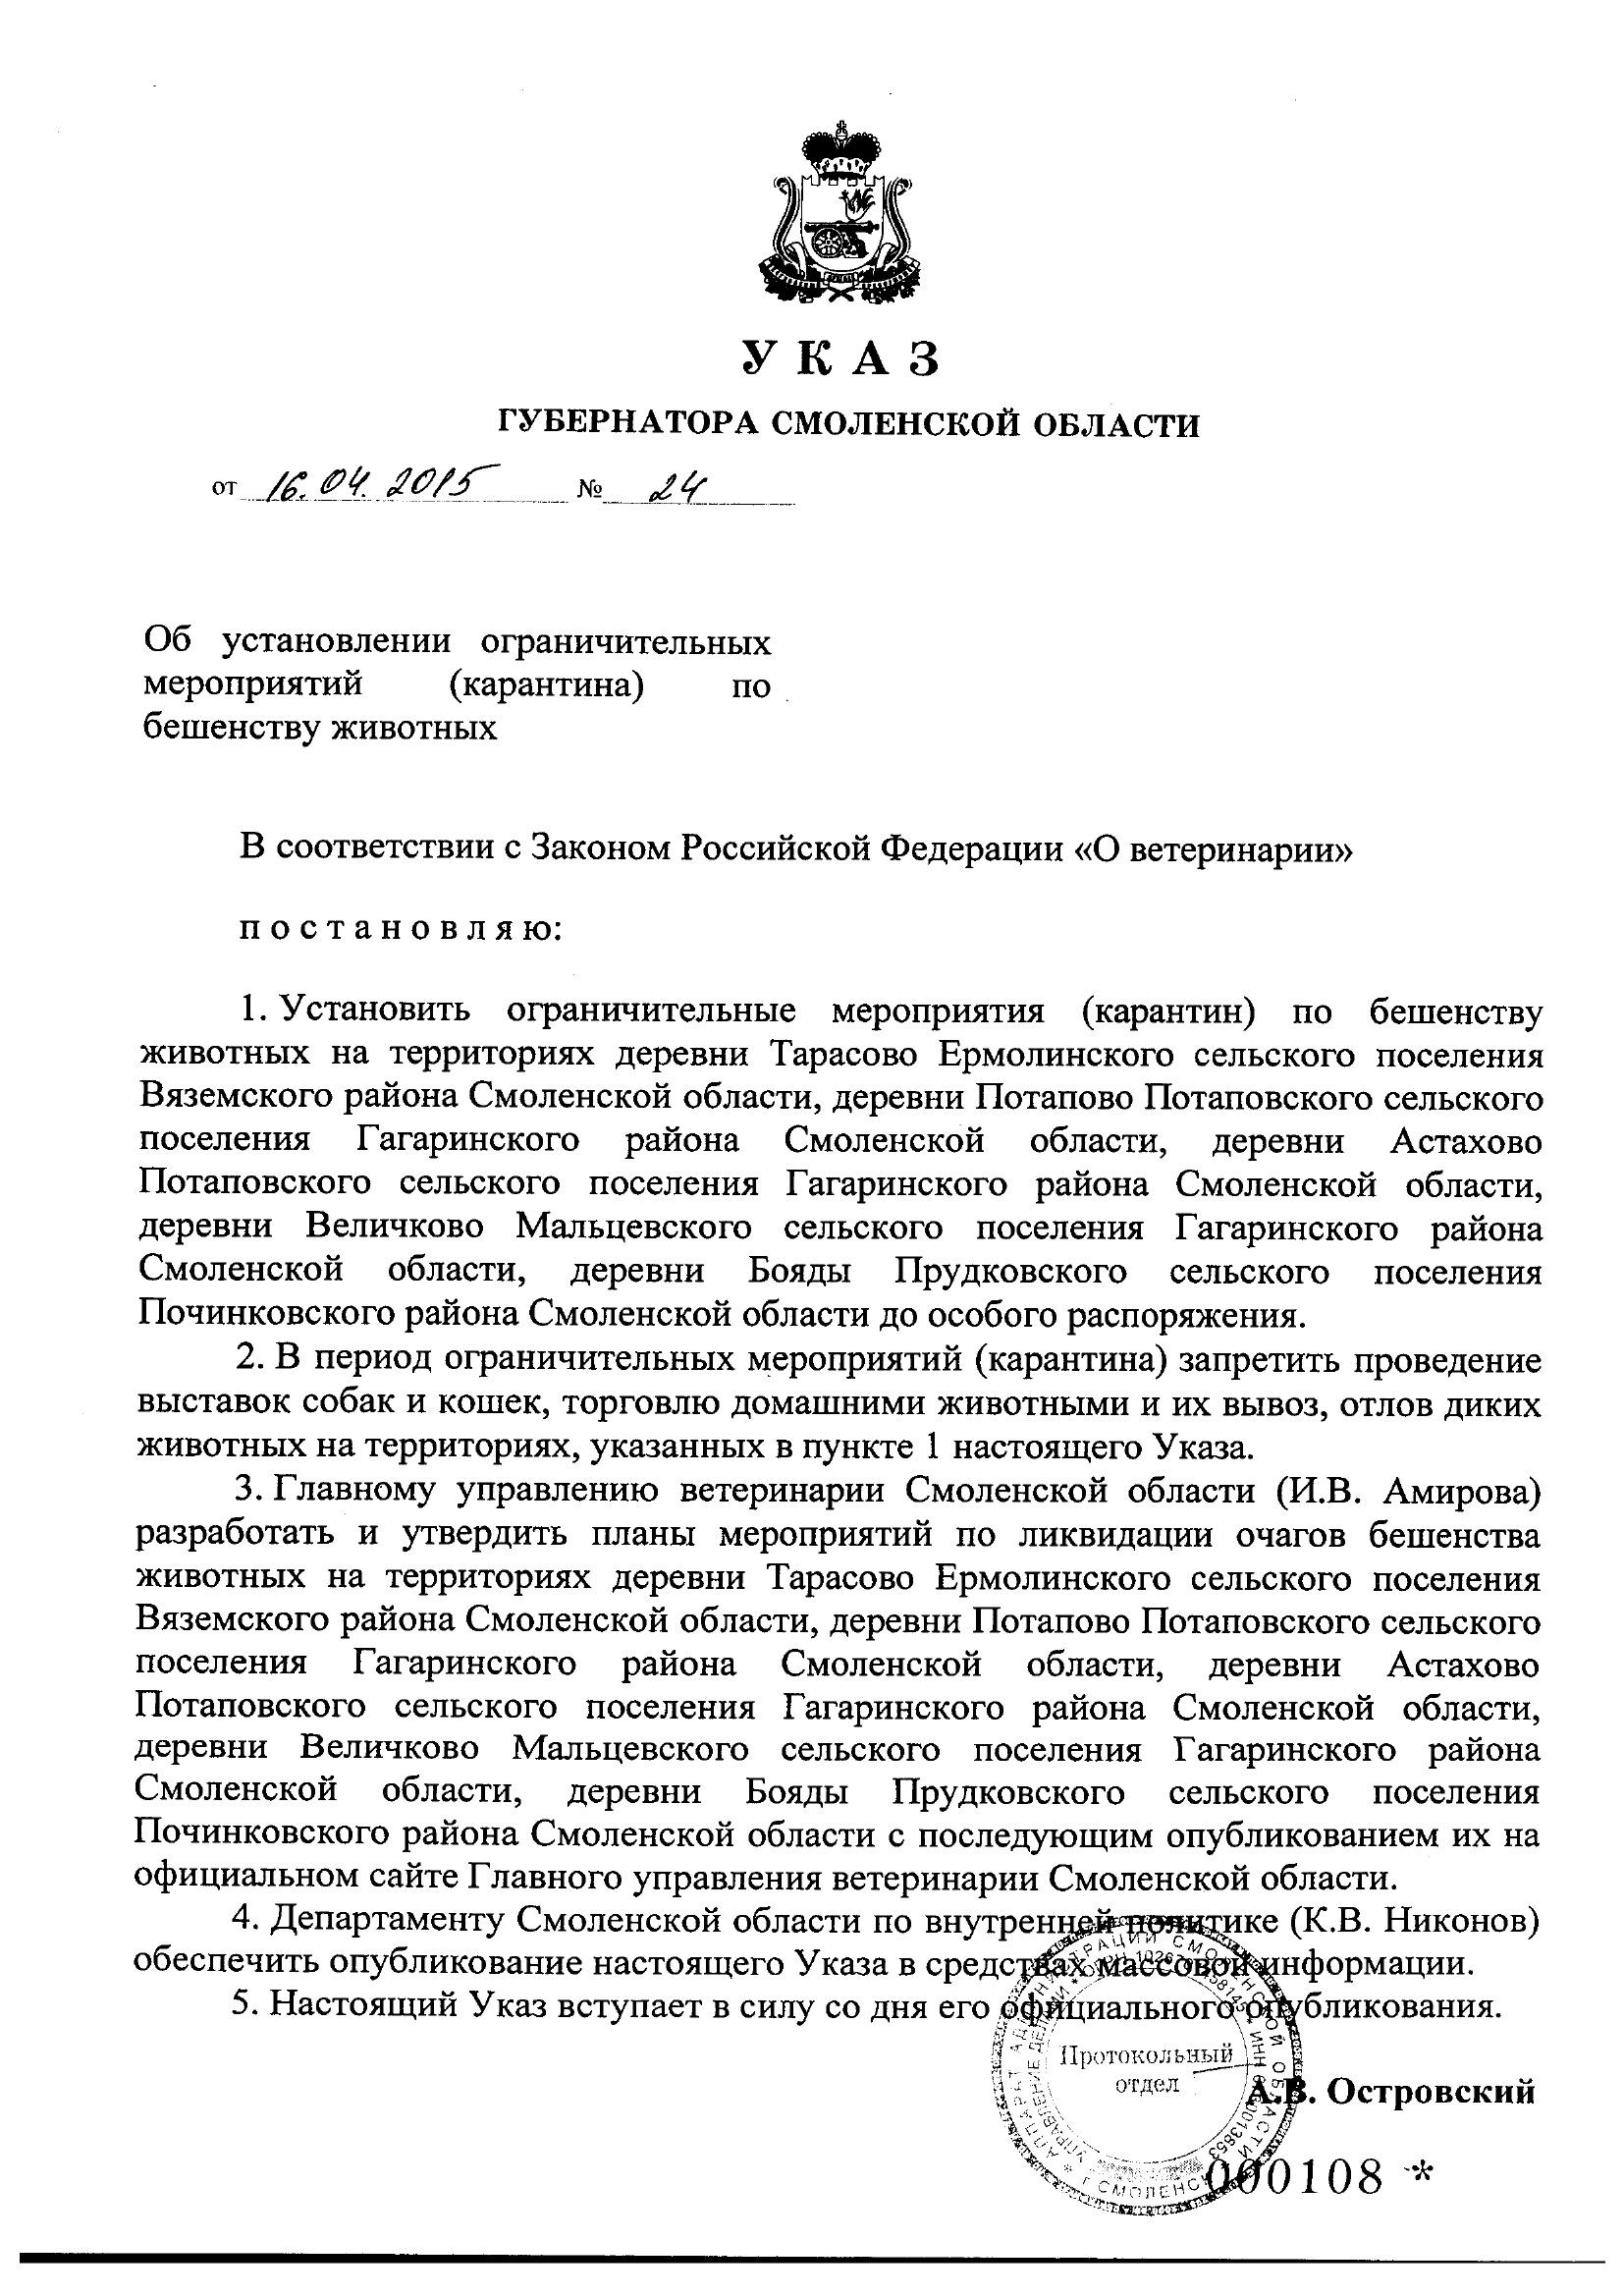 У К А З
ГУБЕРНАТОРА СМОЛЕНСКОЙ ОБЛАСТИ
от 16.04.2015 № 24
Об установлении ограничительных
мероприятий (карантина) по
бешенству животных
В соответствии с Законом Российской Федерации «О ветеринарии»
п о с т а н о в л я ю:
1. Установить ограничительные мероприятия (карантин) по бешенству
животных на территориях деревни Тарасово Ермолинского сельского поселения
Вяземского района Смоленской области, деревни Потапово Потаповского сельского
поселения Гагаринского района Смоленской области, деревни Астахово
Потаповского сельского поселения Гагаринского района Смоленской области,
деревни Величково Мальцевского сельского поселения Гагаринского района
Смоленской области, деревни Бояды Прудковского сельского поселения
Починковского района Смоленской области до особого распоряжения.
2. В период ограничительных мероприятий (карантина) запретить проведение
выставок собак и кошек, торговлю домашними животными и их вывоз, отлов диких
животных на территориях, указанных в пункте 1 настоящего Указа.
3. Главному управлению ветеринарии Смоленской области (И.В. Амирова)
разработать и утвердить планы мероприятий по ликвидации очагов бешенства
животных на территориях деревни Тарасово Ермолинского сельского поселения
Вяземского района Смоленской области, деревни Потапово Потаповского сельского
поселения Гагаринского района Смоленской области, деревни Астахово
Потаповского сельского поселения Гагаринского района Смоленской области,
деревни Величково Мальцевского сельского поселения Гагаринского района
Смоленской области, деревни Бояды Прудковского сельского поселения
Починковского района Смоленской области с последующим опубликованием их на
официальном сайте Главного управления ветеринарии Смоленской области.
4. Департаменту Смоленской области по внутренней политике (К.В. Никонов)
обеспечить опубликование настоящего Указа в средствах массовой информации.
5. Настоящий Указ вступает в силу со дня его официального опубликования.
АППАРАТ АДМИНИСТРАЦИИ СМОЛЕНСКОЙ ОБЛАСТИ
УПРАВЛЕНИЕ ДЕЛАМИ
Г СМОЛЕНСК
Протокольный
отдел
А.В. Островский
000108 *